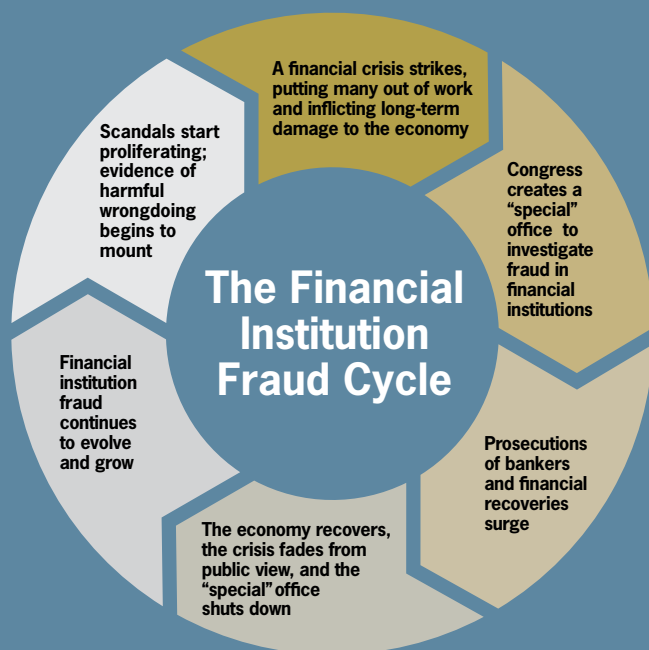 The Financial
Institution
Fraud Cycle
A financial crisis strikes,
putting many out of work
and inflicting long-term
damage to the economy
Congress
creates a
“special”
office to
investigate
fraud in
financial
institutions
Prosecutions
of bankers
and financial
recoveries
surge
The economy recovers,
the crisis fades from
public view, and the
“special” office
shuts down
Financial
institution
fraud
continues
to evolve
and grow
Scandals start
proliferating;
evidence of
harmful
wrongdoing
begins to
mount